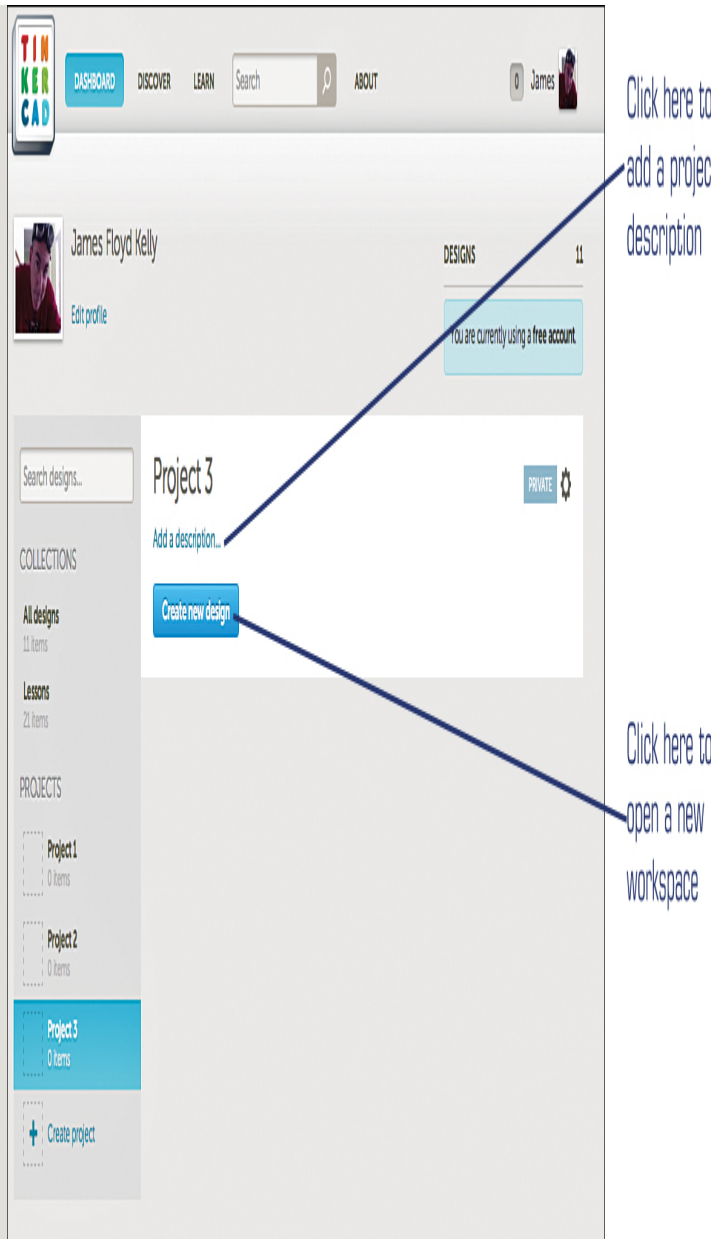 TIN
KER
CAD
DASHBOARD DISCOVER LEARN Search ABOUT 0 James
James Floyd Kelly
Edit profile
DESIGNS 11
You are currently using a free account
Search designs...
COLLECTIONS
All designs
11 items
Lessons
21 items
PROJECTS
Project 1
0 items
Project 2
0 items
Project 3
0 items
Create project
Project 3
PRIVATE
Add a description...
Create new design
Click here to
add a projec
description
Click here to
open a new
workspace